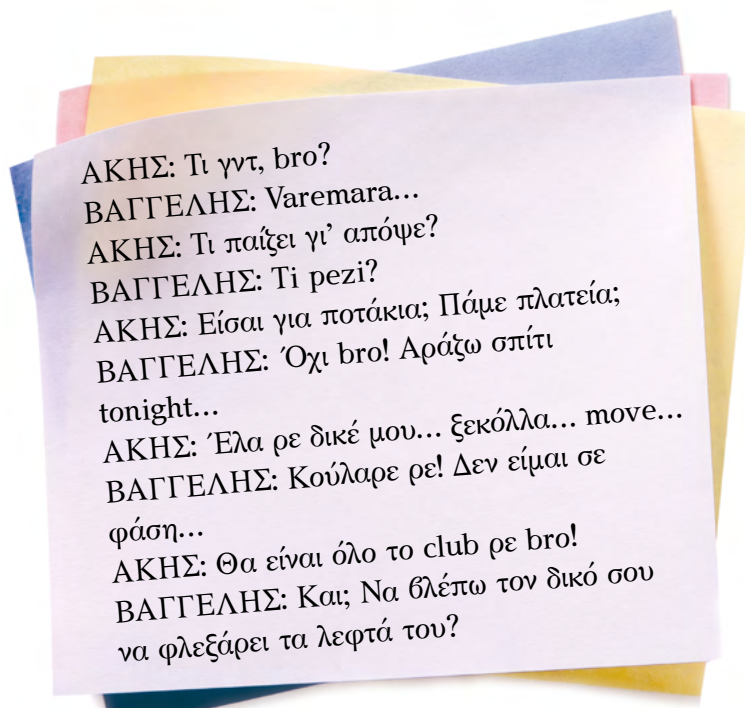 ΑΚΗΣ: Τι γντ, bro?
ΒΑΓΓΕΛΗΣ: Varemara...
ΑΚΗΣ: Τι παίζει γι’ απόψε?
ΒΑΓΓΕΛΗΣ: Ti pezi?
ΑΚΗΣ: Είσαι για ποτάκια; Πάμε πλατεία;
ΒΑΓΓΕΛΗΣ: Όχι bro! Αράζω σπίτι
tonight...
ΑΚΗΣ: Έλα ρε δικέ μου... ξεκόλλα... move...
ΒΑΓΓΕΛΗΣ: Κούλαρε ρε! Δεν είμαι σε
φάση...
ΑΚΗΣ: Θα είναι όλο το club ρε bro!
ΒΑΓΓΕΛΗΣ: Και; Να βλέπω τον δικό σου
να φλεξάρει τα λεφτά του?